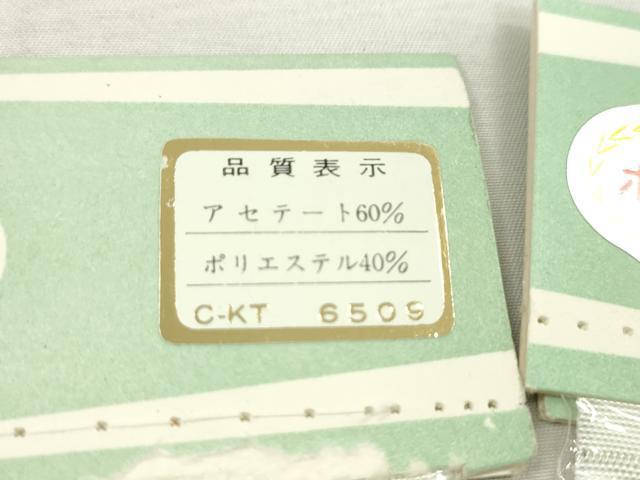 品質表示
アセテート60%
ポリエステル40%
C-KT 6509